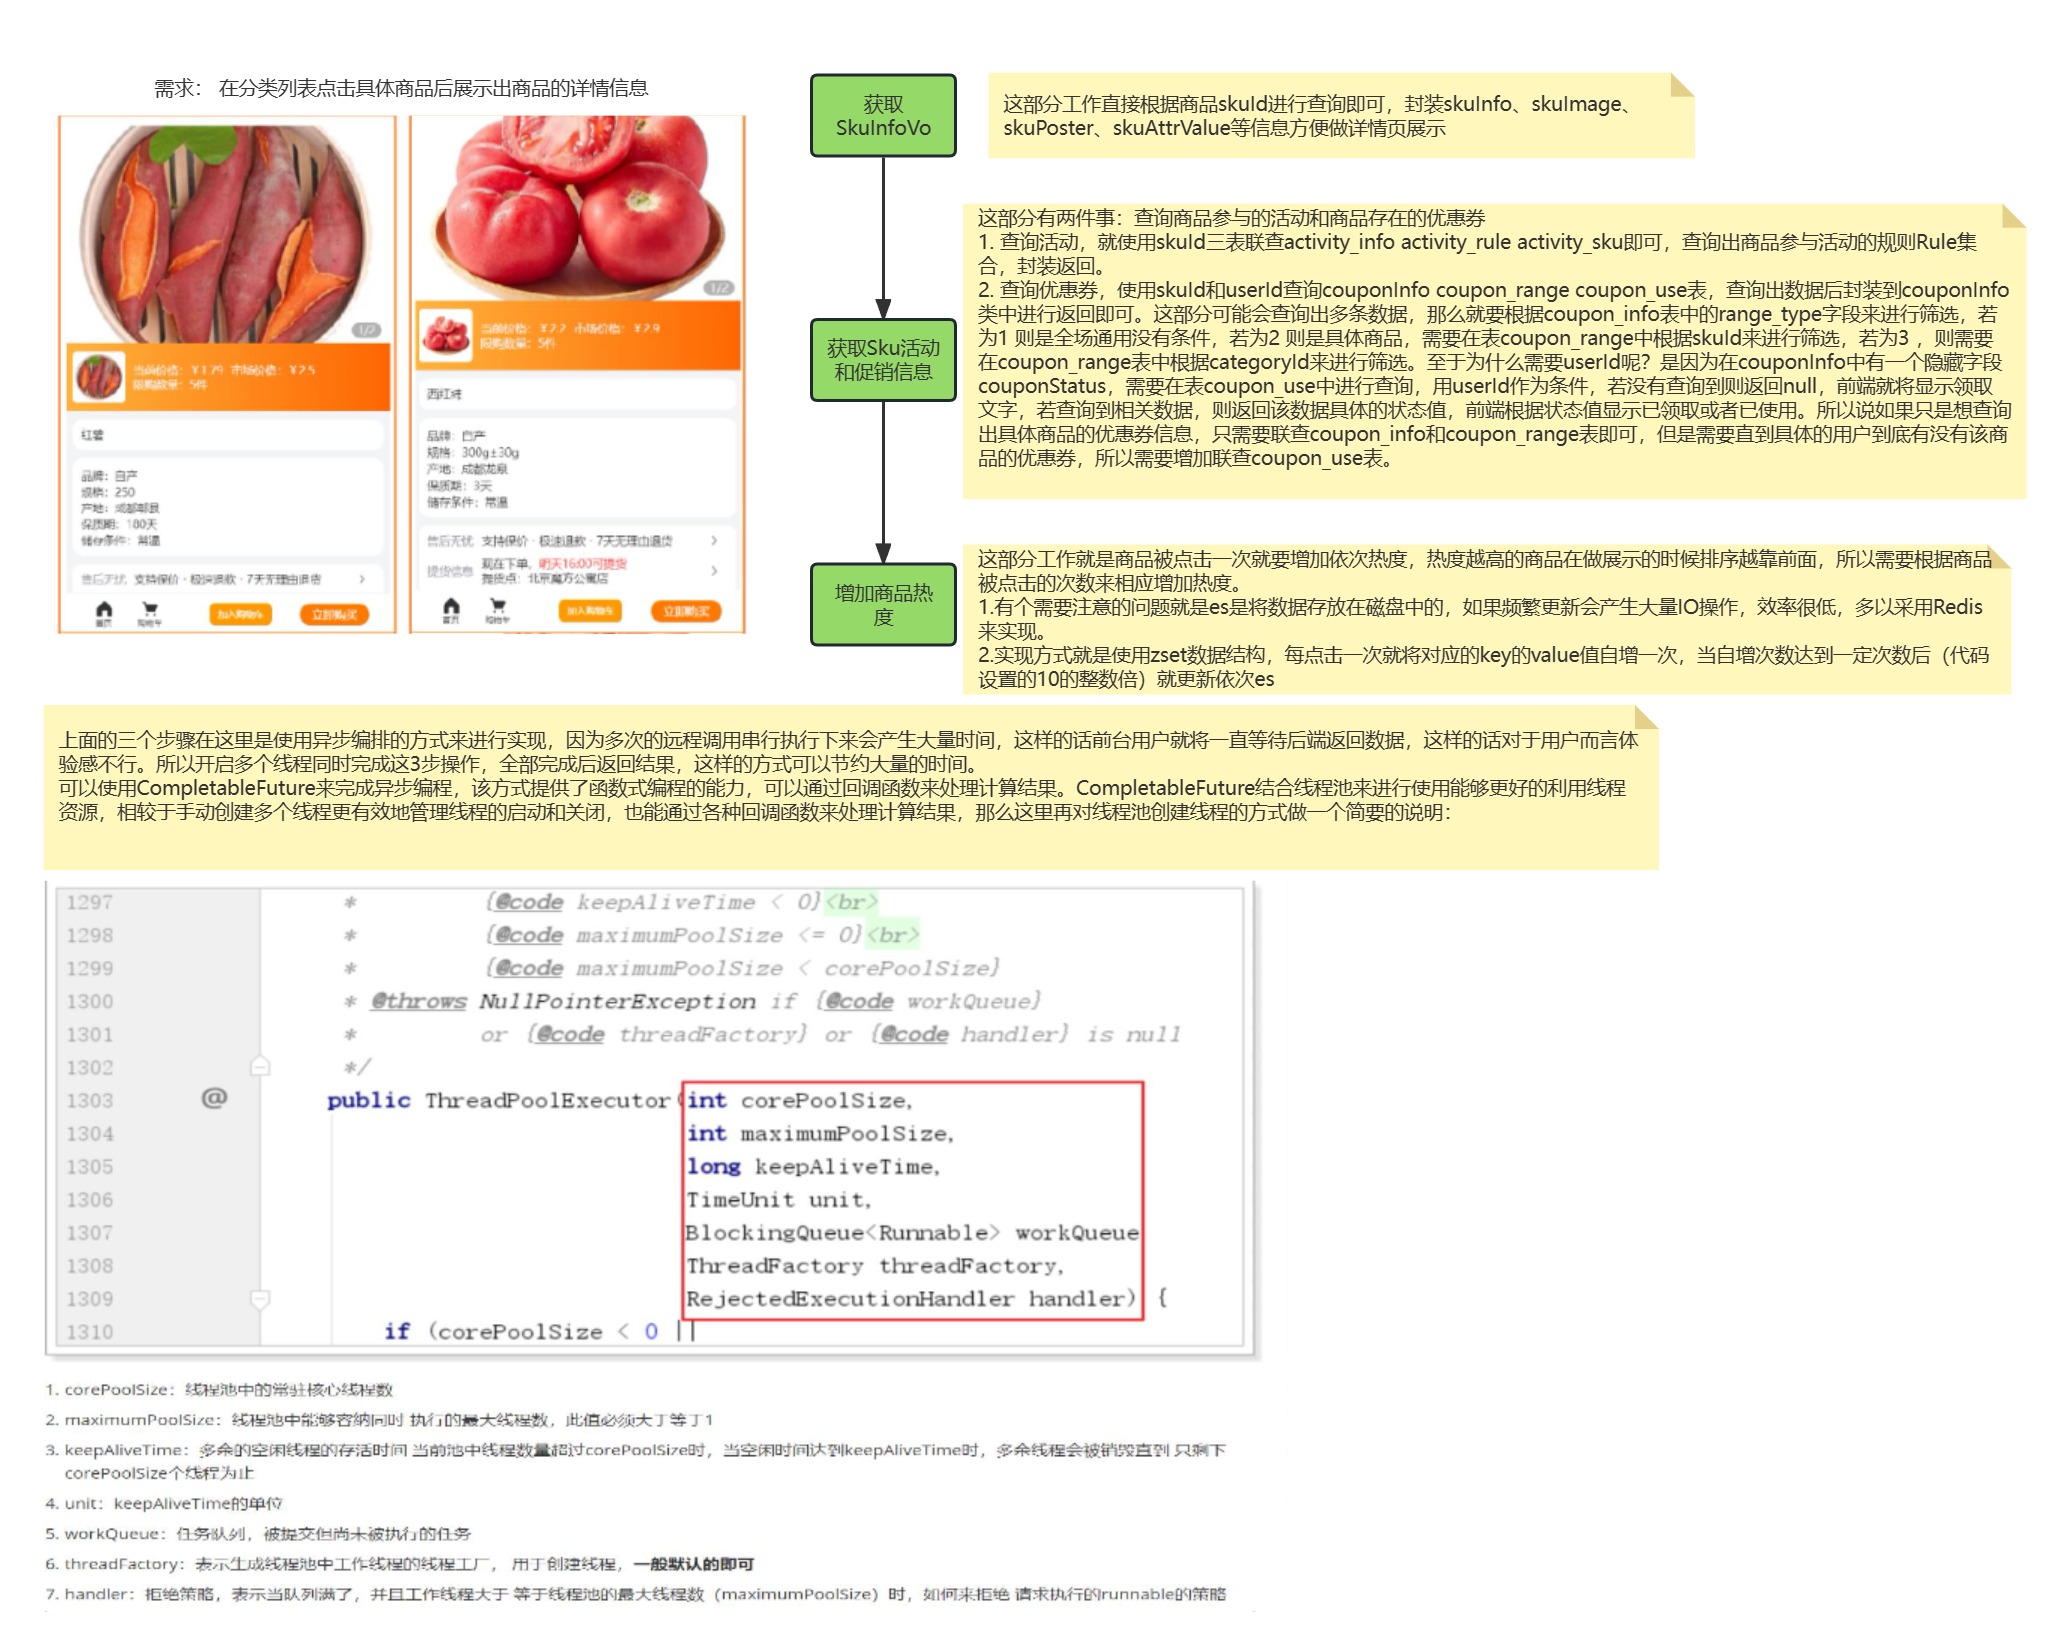 需求： 在分类列表点击具体商品后展示出商品的详情信息
1/2
当前价格：￥1.79 市场价格：￥2.5
限购数量：5件
红薯
品牌：自产
规格：250
产地：成都郫县
保质期：180天
储存条件：常温
售后无忧 支持保价·极速退款·7天无理由退货
首页
购物车
加入购物车
立即购买
1/2
当前价格：￥2.2 市场价格：￥2.9
限购数量：5件
西红柿
品牌：自产
规格：300g±30g
产地：成都龙泉
保质期：3天
储存条件：常温
售后无忧 支持保价·极速退款·7天无理由退货
提货信息 现在下单，明天16:00可提货
提货点：北京魔方公寓店
首页
购物车
加入购物车
立即购买
获取
SkuInfoVo
这部分工作直接根据商品skuId进行查询即可，封装skuInfo、skuImage、
skuPoster、skuAttrValue等信息方便做详情页展示
获取Sku活动
和促销信息
这部分有两件事：查询商品参与的活动和商品存在的优惠券
1. 查询活动，就使用skuId三表联查activity_info activity_rule activity_sku即可，查询出商品参与活动的规则Rule集
合，封装返回。
2. 查询优惠券，使用skuId和userId查询couponInfo coupon_range coupon_use表，查询出数据后封装到couponInfo
类中进行返回即可。这部分可能会查询出多条数据，那么就要根据coupon_info表中的range_type字段来进行筛选，若
为1 则是全场通用没有条件，若为2 则是具体商品，需要在表coupon_range中根据skuId来进行筛选，若为3 ，则需要
在coupon_range表中根据categoryId来进行筛选。至于为什么需要userId呢？是因为在couponInfo中有一个隐藏字段
couponStatus，需要在表coupon_use中进行查询，用userId作为条件，若没有查询到则返回null，前端就将显示领取
文字，若查询到相关数据，则返回该数据具体的状态值，前端根据状态值显示已领取或者已使用。所以说如果只是想查询
出具体商品的优惠券信息，只需要联查coupon_info和coupon_range表即可，但是需要直到具体的用户到底有没有该商
品的优惠券，所以需要增加联查coupon_use表。
增加商品热
度
这部分工作就是商品被点击一次就要增加依次热度，热度越高的商品在做展示的时候排序越靠前面，所以需要根据商品
被点击的次数来相应增加热度。
1.有个需要注意的问题就是es是将数据存放在磁盘中的，如果频繁更新会产生大量IO操作，效率很低，多以采用Redis
来实现。
2.实现方式就是使用zset数据结构，每点击一次就将对应的key的value值自增一次，当自增次数达到一定次数后（代码
设置的10的整数倍）就更新依次es
上面的三个步骤在这里是使用异步编排的方式来进行实现，因为多次的远程调用串行执行下来会产生大量时间，这样的话前台用户就将一直等待后端返回数据，这样的话对于用户而言体
验感不行。所以开启多个线程同时完成这3步操作，全部完成后返回结果，这样的方式可以节约大量的时间。
可以使用CompletableFuture来完成异步编程，该方式提供了函数式编程的能力，可以通过回调函数来处理计算结果。CompletableFuture结合线程池来进行使用能够更好的利用线程
资源，相较于手动创建多个线程更有效地管理线程的启动和关闭，也能通过各种回调函数来处理计算结果，那么这里再对线程池创建线程的方式做一个简要的说明：
1297 * {@code keepAliveTime < 0}<br>
1298 * {@code maximumPoolSize <= 0}<br>
1299 * {@code maximumPoolSize < corePoolSize}
1300 * @throws NullPointerException if {@code workQueue}
1301 * or {@code threadFactory} or {@code handler} is null
1302 */
1303 @ public ThreadPoolExecutor(int corePoolSize,
1304 int maximumPoolSize,
1305 long keepAliveTime,
1306 TimeUnit unit,
1307 BlockingQueue<Runnable> workQueue
1308 ThreadFactory threadFactory,
1309 RejectedExecutionHandler handler) {
1310 if (corePoolSize < 0 ||
1. corePoolSize：线程池中的常驻核心线程数
2. maximumPoolSize：线程池中能够容纳同时 执行的最大线程数，此值必须大于等于1
3. keepAliveTime：多余的空闲线程的存活时间 当前池中线程数量超过corePoolSize时，当空闲时间达到keepAliveTime时，多余线程会被销毁直到 只剩下
corePoolSize个线程为止
4. unit：keepAliveTime的单位
5. workQueue：任务队列，被提交但尚未被执行的任务
6. threadFactory：表示生成线程池中工作线程的线程工厂， 用于创建线程，一般默认的即可
7. handler：拒绝策略，表示当队列满了，并且工作线程大于 等于线程池的最大线程数（maximumPoolSize）时，如何来拒绝 请求执行的runnable的策略